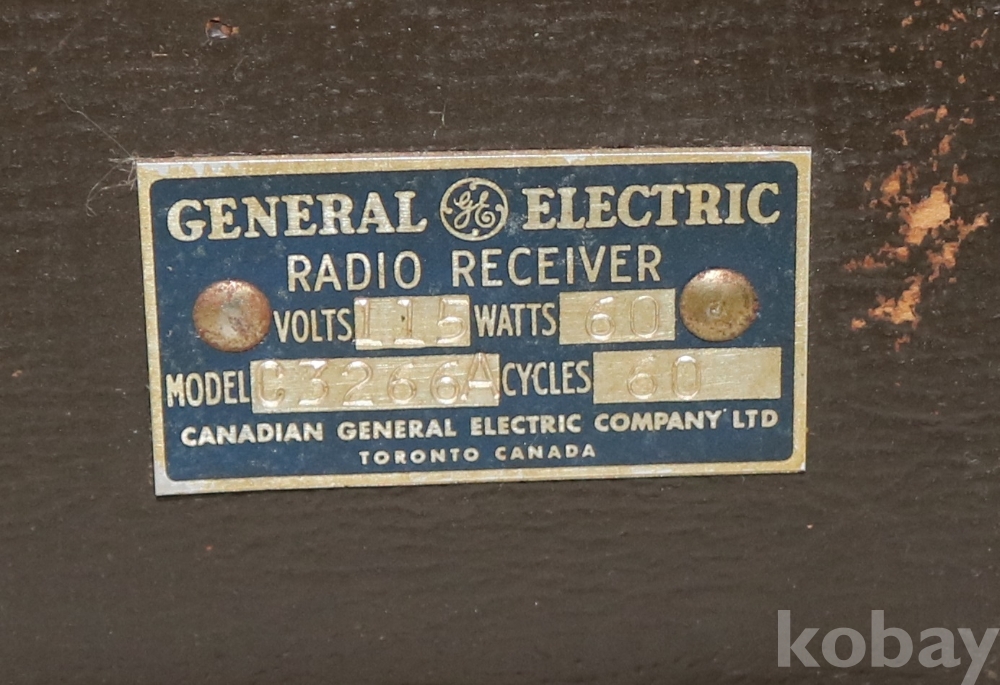 GENERAL GE ELECTRIC
RADIO RECEIVER
VOLTS 115 WATTS 60
MODEL C3266A CYCLES 60
CANADIAN GENERAL ELECTRIC COMPANY LTD
TORONTO CANADA
kobay